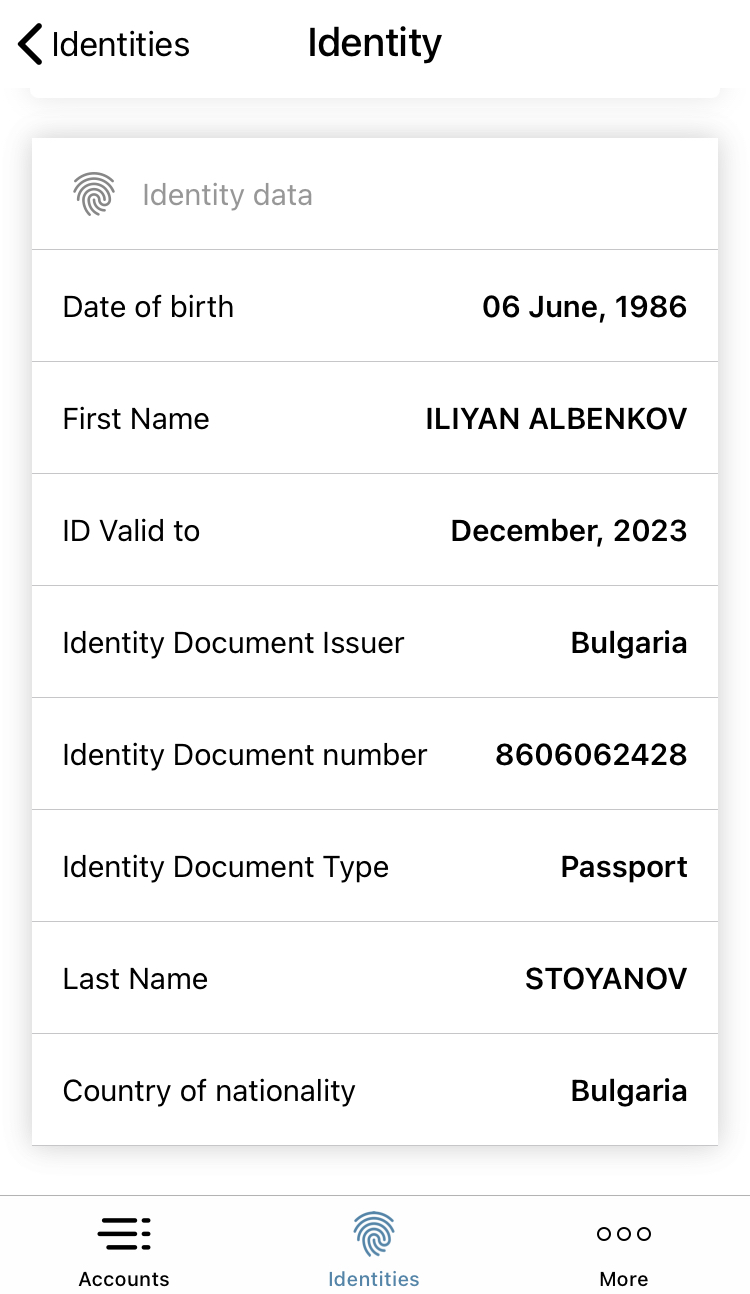 Identities Identity
Identity data
Date of birth 06 June, 1986
First Name ILIYAN ALBENKOV
ID Valid to December, 2023
Identity Document Issuer Bulgaria
Identity Document number 8606062428
Identity Document Type Passport
Last Name STOYANOV
Country of nationality Bulgaria
Accounts Identities More